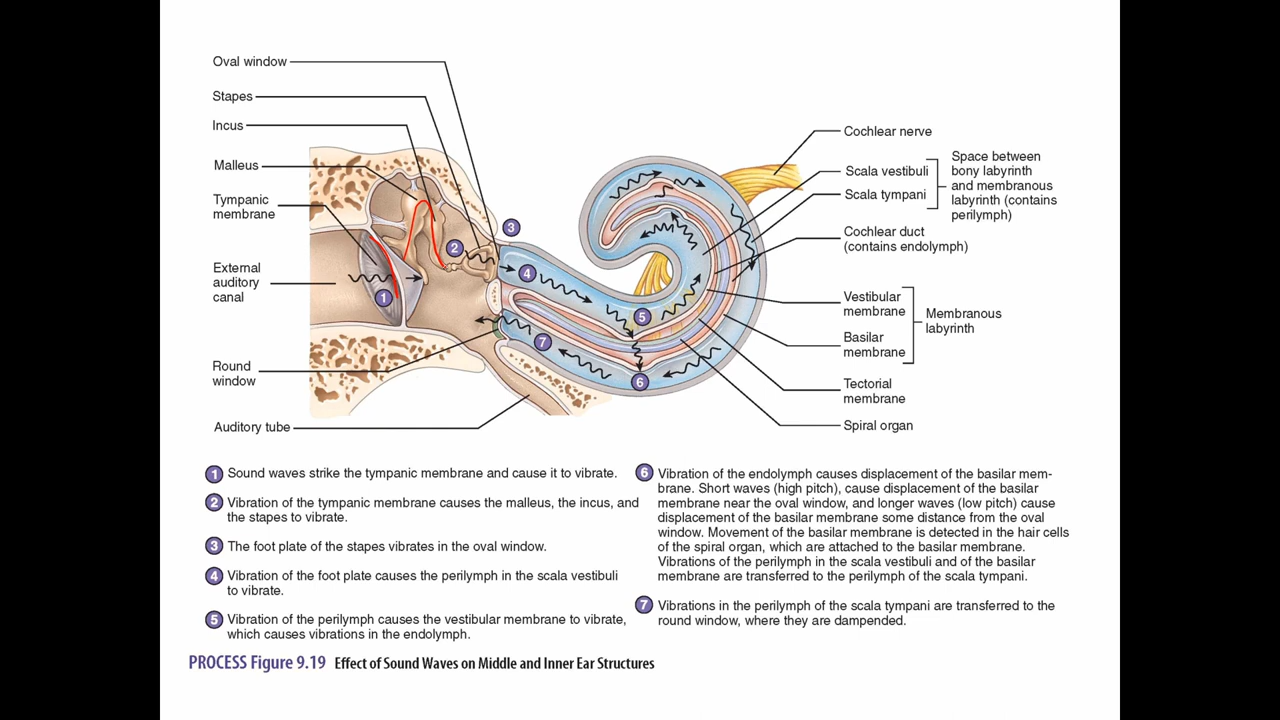 Oval window
Stapes
Incus
Malleus
Tympanic
membrane
External
auditory
canal
Round
window
Auditory tube
Cochlear nerve
Scala vestibuli
Scala tympani
Space between
bony labyrinth
and membranous
labyrinth (contains
perilymph)
Cochlear duct
(contains endolymph)
Vestibular
membrane
Basilar
membrane
Membranous
labyrinth
Tectorial
membrane
Spiral organ
1
2
3
4
5
6
7
1 Sound waves strike the tympanic membrane and cause it to vibrate.
2 Vibration of the tympanic membrane causes the malleus, the incus, and
the stapes to vibrate.
3 The foot plate of the stapes vibrates in the oval window.
4 Vibration of the foot plate causes the perilymph in the scala vestibuli
to vibrate.
5 Vibration of the perilymph causes the vestibular membrane to vibrate,
which causes vibrations in the endolymph.
6 Vibration of the endolymph causes displacement of the basilar mem-
brane. Short waves (high pitch), cause displacement of the basilar
membrane near the oval window, and longer waves (low pitch) cause
displacement of the basilar membrane some distance from the oval
window. Movement of the basilar membrane is detected in the hair cells
of the spiral organ, which are attached to the basilar membrane.
Vibrations of the perilymph in the scala vestibuli and of the basilar
membrane are transferred to the perilymph of the scala tympani.
7 Vibrations in the perilymph of the scala tympani are transferred to the
round window, where they are dampended.
PROCESS Figure 9.19 Effect of Sound Waves on Middle and Inner Ear Structures